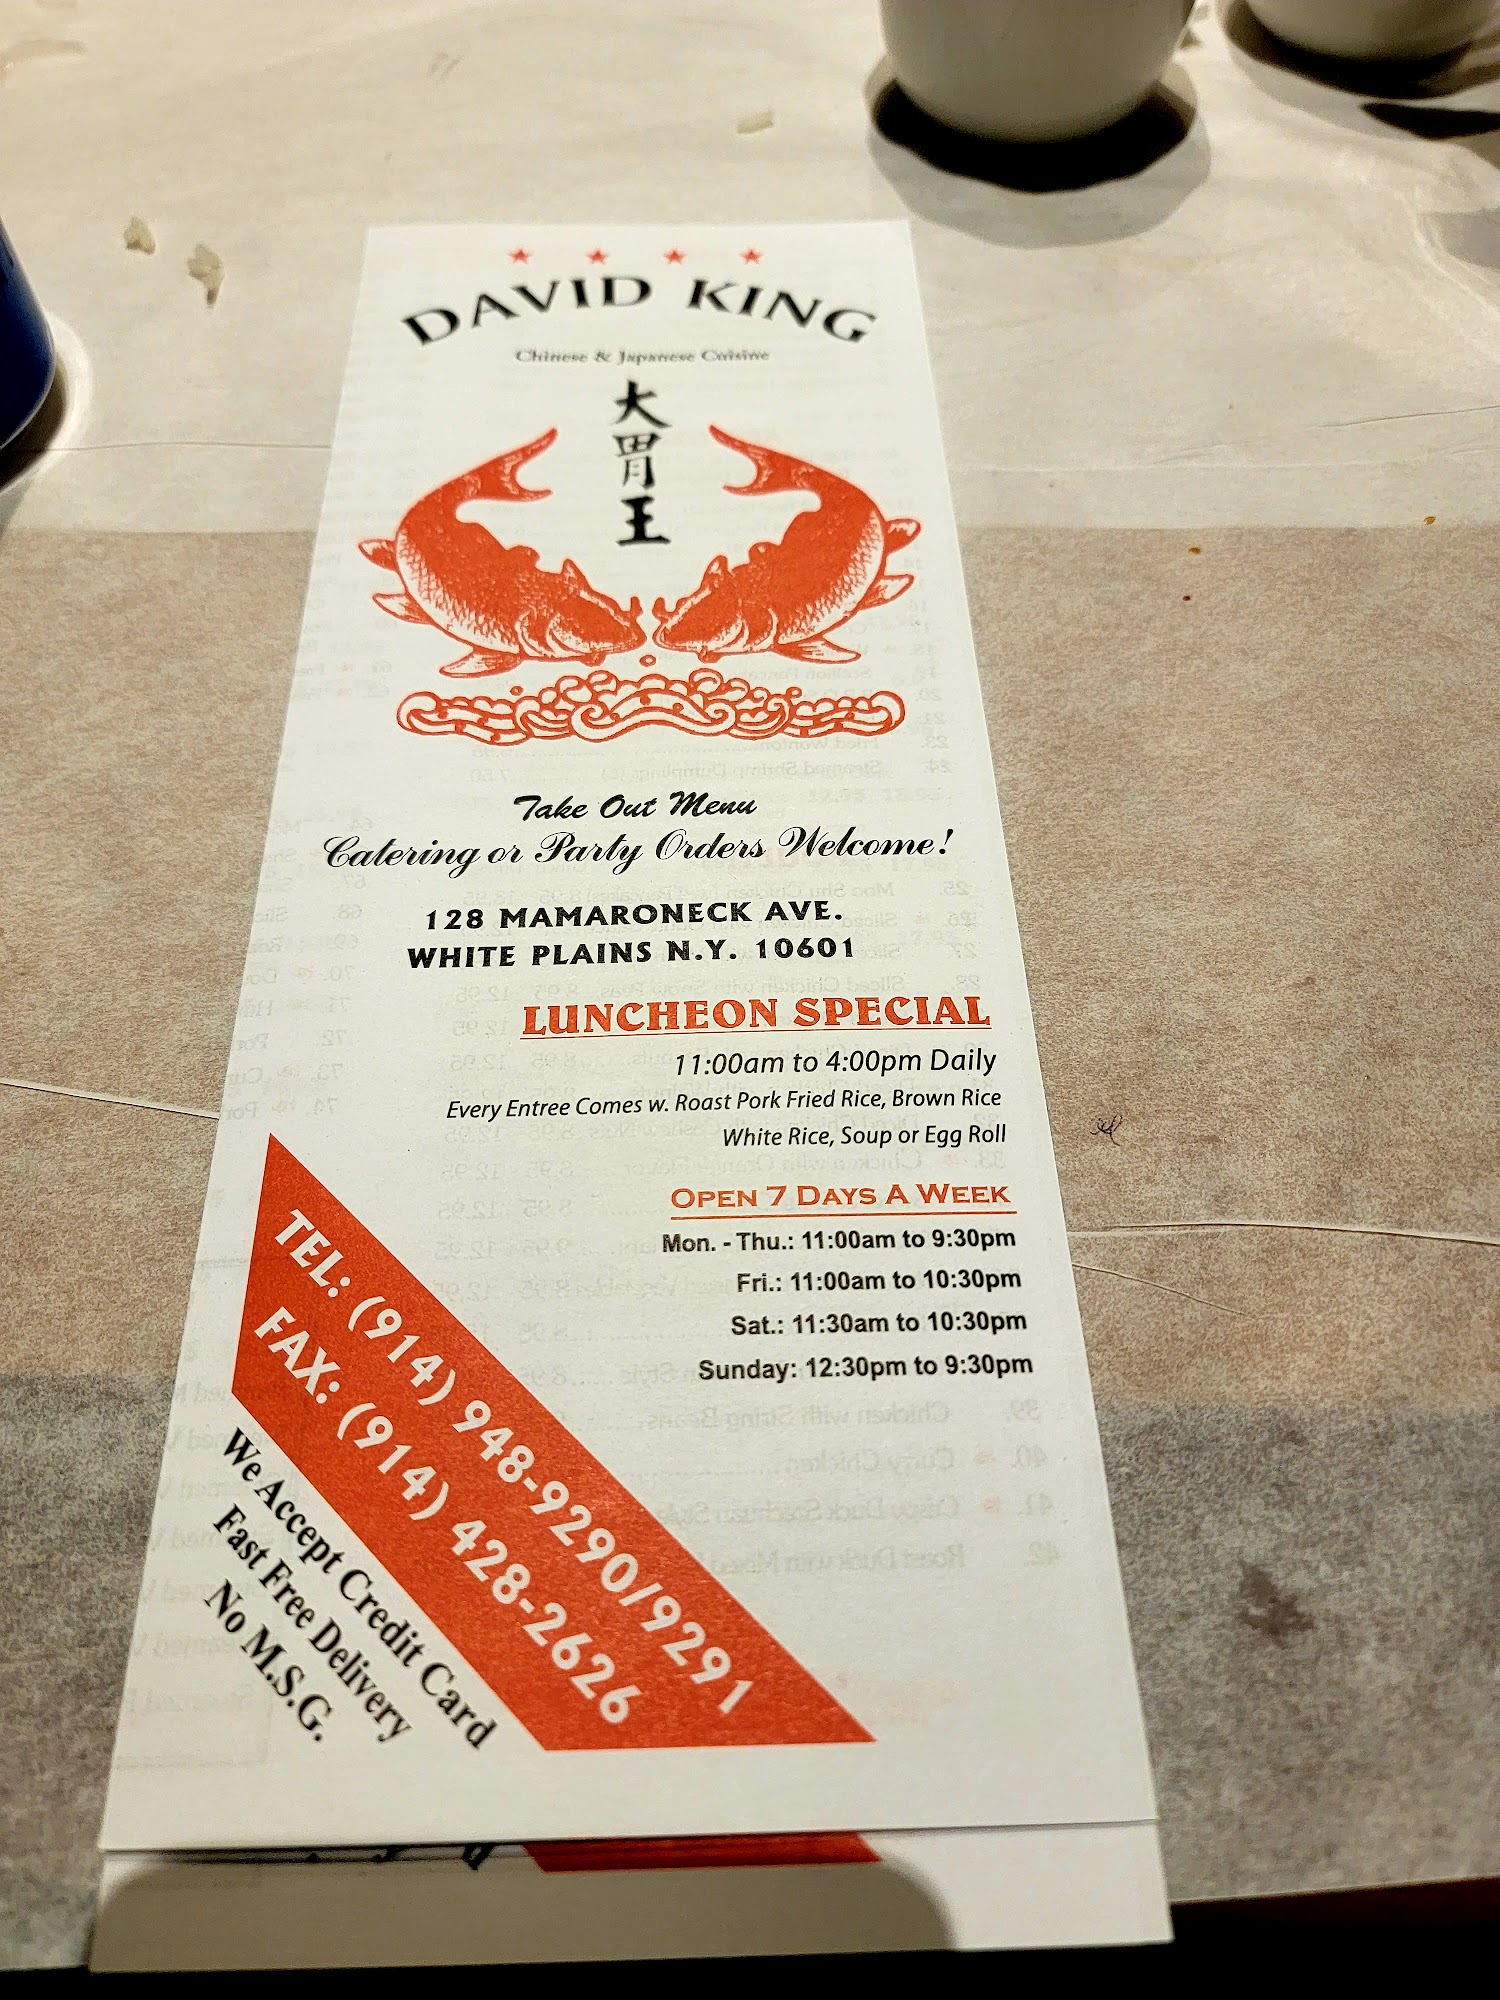 DAVID KING
Chinese & Japanese Cuisine
大
胃
王
Take Out Menu
Catering or Party Orders Welcome!
128 MAMARONECK AVE.
WHITE PLAINS N.Y. 10601
LUNCHEON SPECIAL
11:00am to 4:00pm Daily
Every Entree Comes w. Roast Pork Fried Rice, Brown Rice
White Rice, Soup or Egg Roll
OPEN 7 DAYS A WEEK
Mon. - Thu.: 11:00am to 9:30pm
Fri.: 11:00am to 10:30pm
Sat.: 11:30am to 10:30pm
Sunday: 12:30pm to 9:30pm
TEL: (914) 948-9290/9291
FAX: (914) 428-2626
We Accept Credit Card
Fast Free Delivery
No M.S.G.